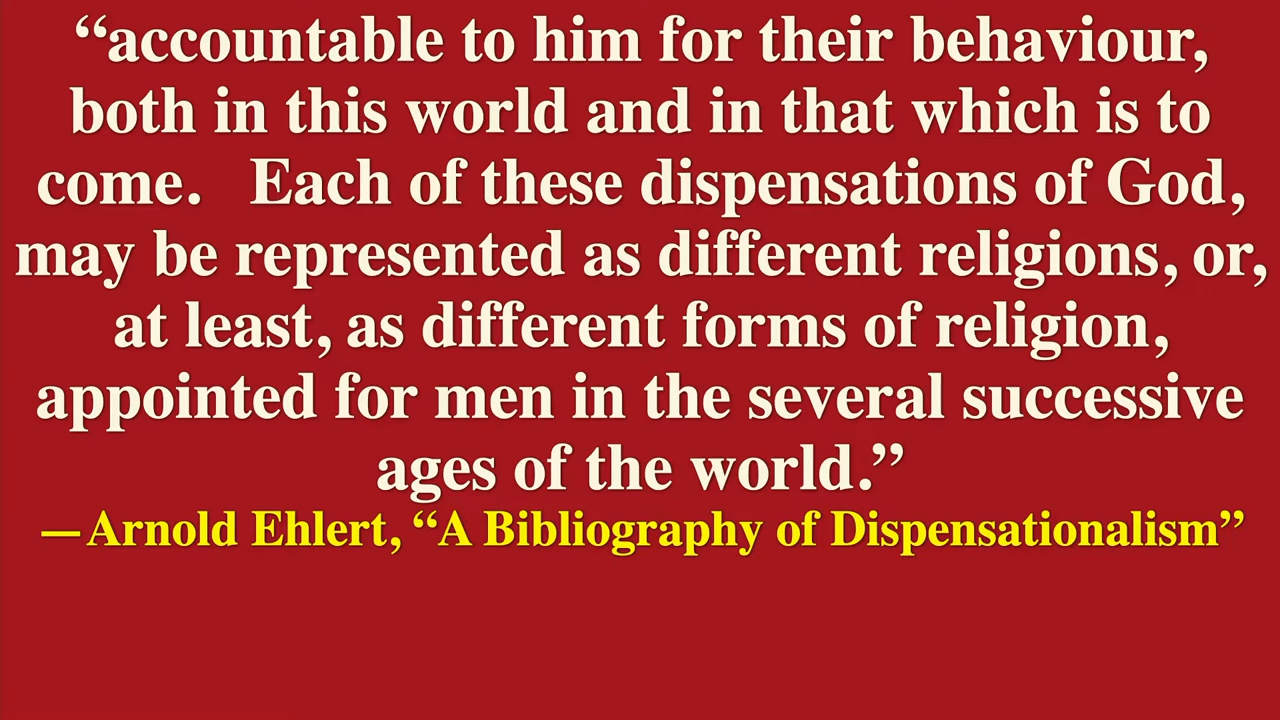 “accountable to him for their behaviour,
both in this world and in that which is to
come.   Each of these dispensations of God,
may be represented as different religions, or,
at least, as different forms of religion,
appointed for men in the several successive
ages of the world.”
—Arnold Ehlert, “A Bibliography of Dispensationalism”